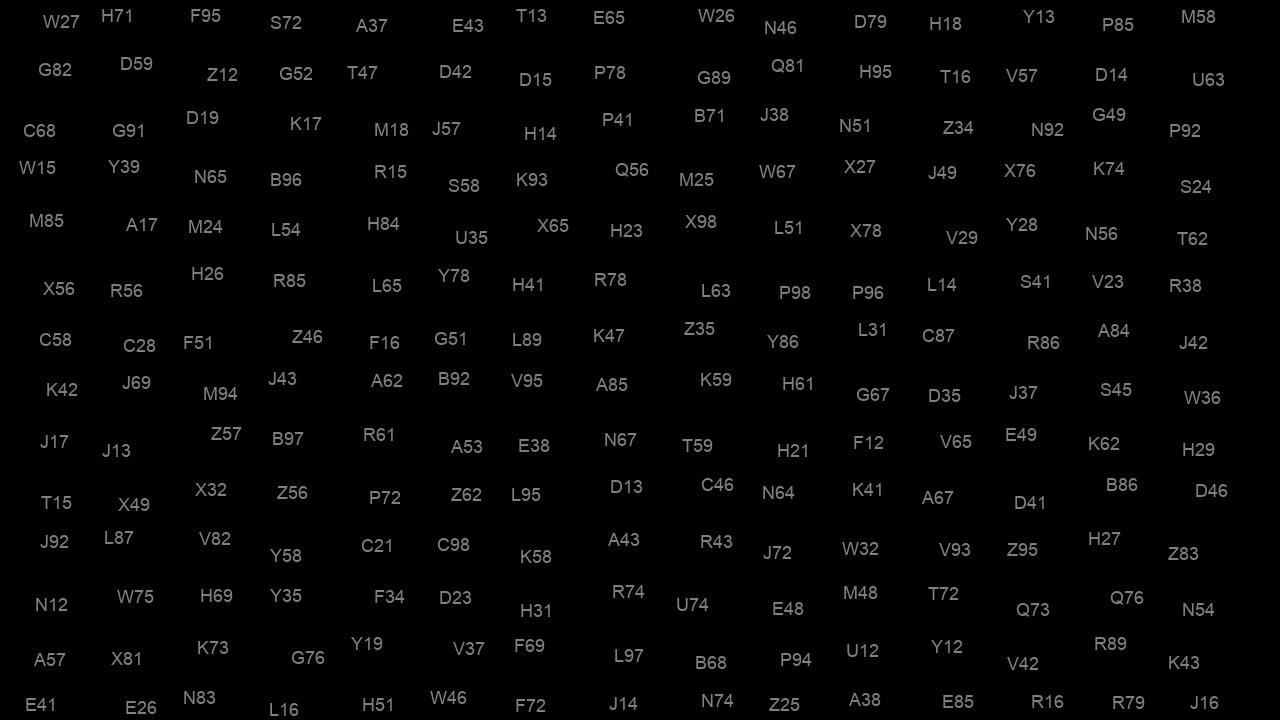 W27 H71 F95 S72 A37 E43 T13 E65 W26 N46 D79 H18 Y13 P85 M58
G82 D59 Z12 G52 T47 D42 D15 P78 G89 Q81 H95 T16 V57 D14 U63
C68 G91 D19 K17 M18 J57 H14 P41 B71 J38 N51 Z34 N92 G49 P92
W15 Y39 N65 B96 R15 S58 K93 Q56 M25 W67 X27 J49 X76 K74 S24
M85 A17 M24 L54 H84 U35 X65 H23 X98 L51 X78 V29 Y28 N56 T62
X56 R56 H26 R85 L65 Y78 H41 R78 L63 P98 P96 L14 S41 V23 R38
C58 C28 F51 Z46 F16 G51 L89 K47 Z35 Y86 L31 C87 R86 A84 J42
K42 J69 M94 J43 A62 B92 V95 A85 K59 H61 G67 D35 J37 S45 W36
J17 J13 Z57 B97 R61 A53 E38 N67 T59 H21 F12 V65 E49 K62 H29
T15 X49 X32 Z56 P72 Z62 L95 D13 C46 N64 K41 A67 D41 B86 D46
J92 L87 V82 Y58 C21 C98 K58 A43 R43 J72 W32 V93 Z95 H27 Z83
N12 W75 H69 Y35 F34 D23 H31 R74 U74 E48 M48 T72 Q73 Q76 N54
A57 X81 K73 G76 Y19 V37 F69 L97 B68 P94 U12 Y12 V42 R89 K43
E41 E26 N83 L16 H51 W46 F72 J14 N74 Z25 A38 E85 R16 R79 J16